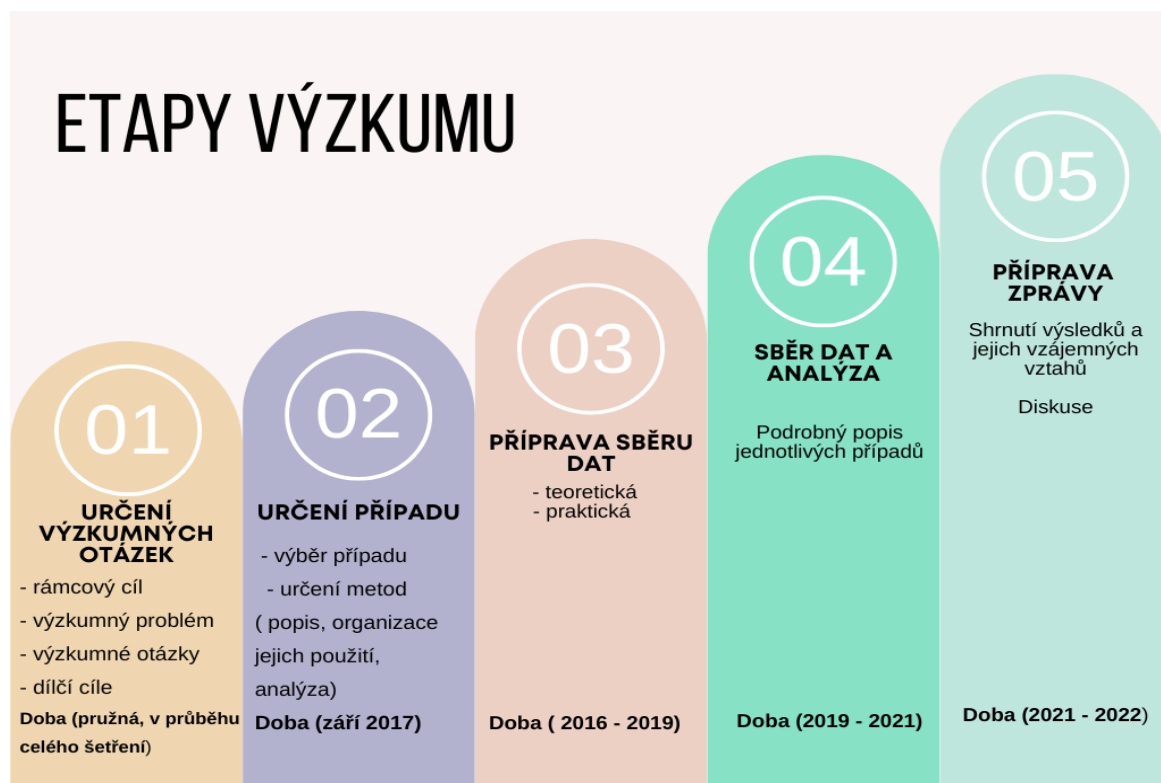 ETAPY VÝZKUMU
01
URČENÍ
VÝZKUMNÝCH
OTÁZEK
- rámcový cíl
- výzkumný problém
- výzkumné otázky
- dílčí cíle
Doba (pružná, v průběhu
celého šetření)
02
URČENÍ PŘÍPADU
- výběr případu
- určení metod
( popis, organizace
jejich použití,
analýza)
Doba (září 2017)
03
PŘÍPRAVA SBĚRU
DAT
- teoretická
- praktická
Doba ( 2016 - 2019)
04
SBĚR DAT A
ANALÝZA
Podrobný popis
jednotlivých případů
Doba (2019 - 2021)
05
PŘÍPRAVA
ZPRÁVY
Shrnutí výsledků a
jejich vzájemných
vztahů
Diskuse
Doba (2021 - 2022)